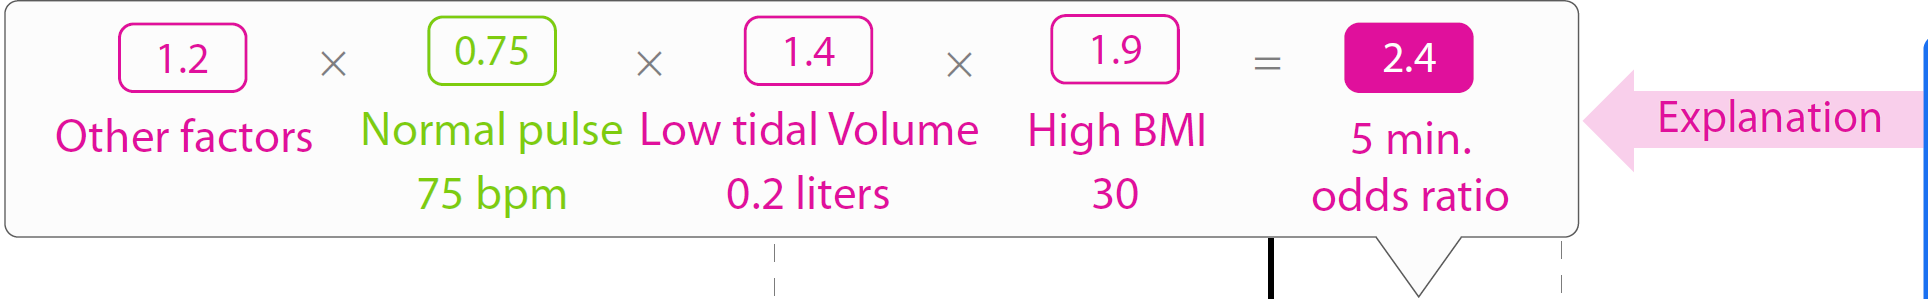 1.2 × 0.75 × 1.4 × 1.9 = 2.4
Other factors Normal pulse Low tidal Volume High BMI 5 min.
75 bpm 0.2 liters 30 odds ratio
Explanation